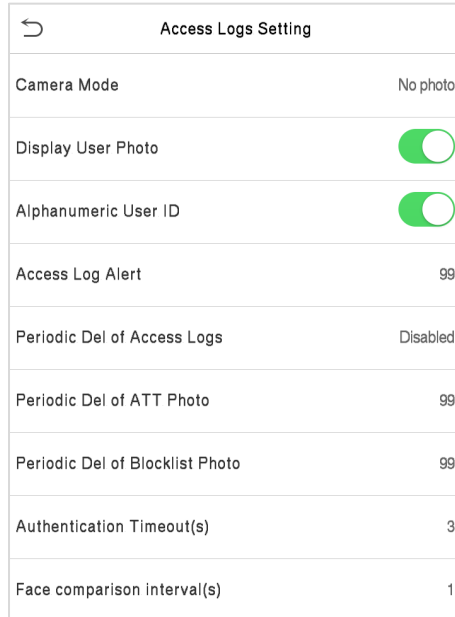 Access Logs Setting
Camera Mode No photo
Display User Photo
Alphanumeric User ID
Access Log Alert 99
Periodic Del of Access Logs Disabled
Periodic Del of ATT Photo 99
Periodic Del of Blocklist Photo 99
Authentication Timeout(s) 3
Face comparison interval(s) 1